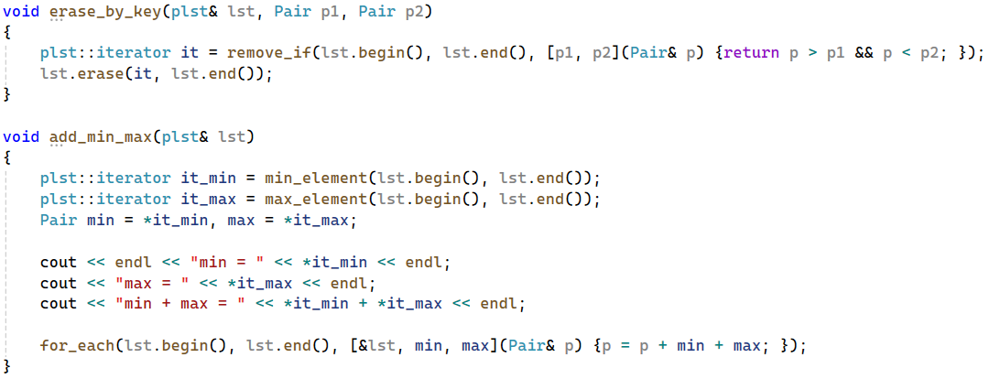 void erase_by_key(plst& lst, Pair p1, Pair p2)
{
    plst::iterator it = remove_if(lst.begin(), lst.end(), [p1, p2](Pair& p) {return p > p1 && p < p2; });
    lst.erase(it, lst.end());
}

void add_min_max(plst& lst)
{
    plst::iterator it_min = min_element(lst.begin(), lst.end());
    plst::iterator it_max = max_element(lst.begin(), lst.end());
    Pair min = *it_min, max = *it_max;

    cout << endl << "min = " << *it_min << endl;
    cout << "max = " << *it_max << endl;
    cout << "min + max = " << *it_min + *it_max << endl;

    for_each(lst.begin(), lst.end(), [&lst, min, max](Pair& p) {p = p + min + max; });
}